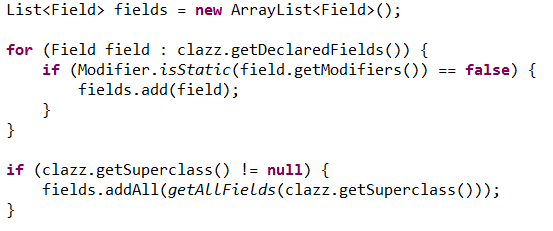 List<Field> fields = new ArrayList<Field>();
for (Field field : clazz.getDeclaredFields()) {
if (Modifier.isStatic(field.getModifiers()) == false) {
fields.add(field);
}
}
if (clazz.getSuperclass() != null) {
fields.addAll(getAllFields(clazz.getSuperclass()));
}